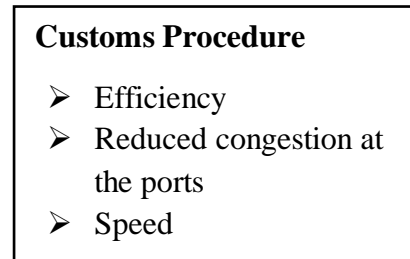 Customs Procedure
➢ Efficiency
➢ Reduced congestion at
the ports
➢ Speed